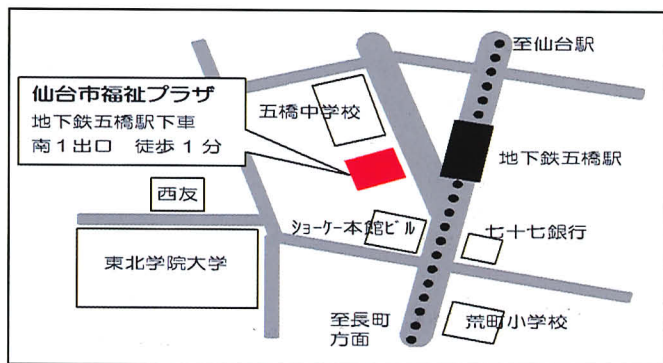 至仙台駅
仙台市福祉プラザ
地下鉄五橋駅下車
南1出口 徒歩1分
五橋中学校
地下鉄五橋駅
西友
ショーケー本館ビル
七十七銀行
東北学院大学
至長町
方面
荒町小学校